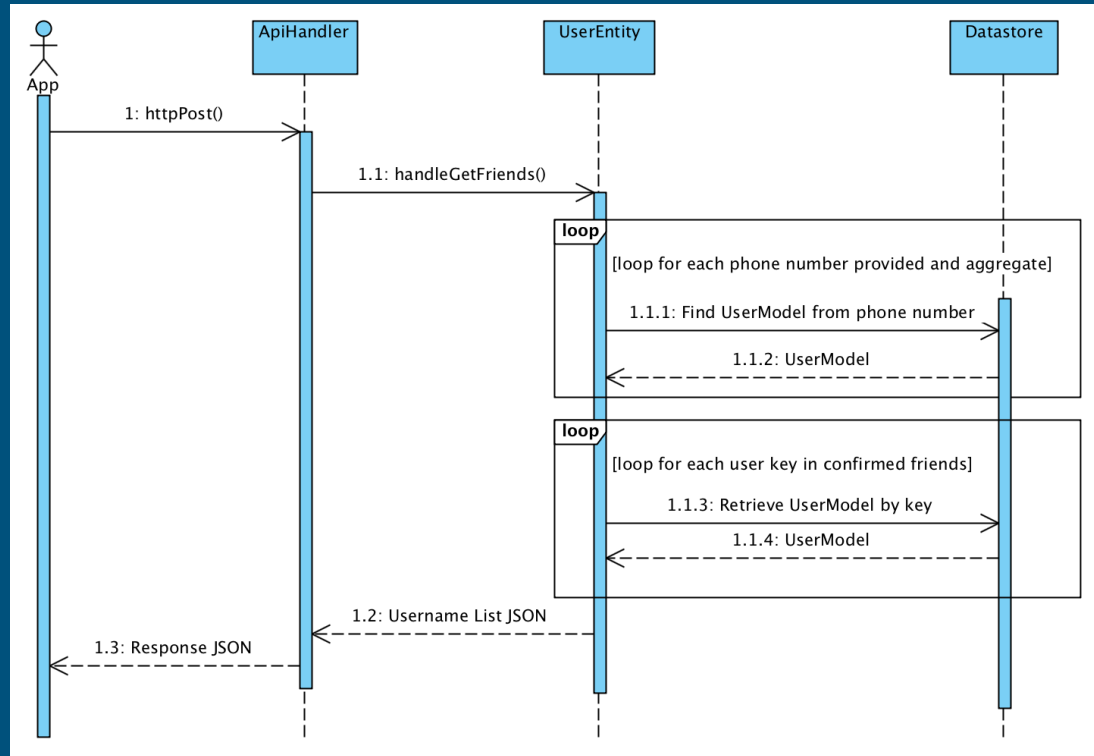 ApiHandler
UserEntity
Datastore
App
1: httpPost()
1.1: handleGetFriends()
loop
[loop for each phone number provided and aggregate]
1.1.1: Find UserModel from phone number
1.1.2: UserModel
loop
[loop for each user key in confirmed friends]
1.1.3: Retrieve UserModel by key
1.1.4: UserModel
1.2: Username List JSON
1.3: Response JSON